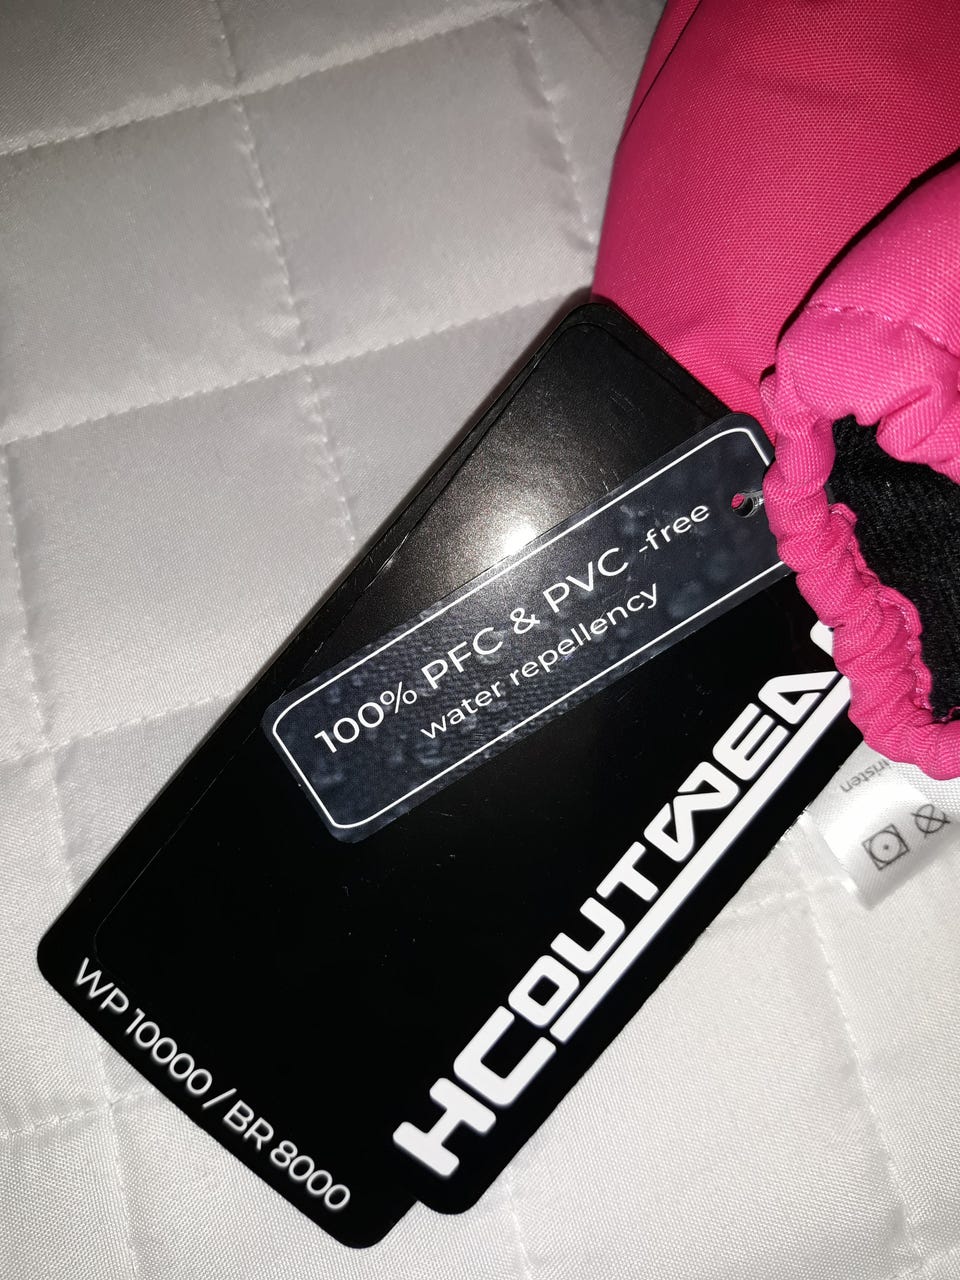 100% PFC & PVC -free
water repellency
HCOUTWEA
WP 10000 / BR 8000